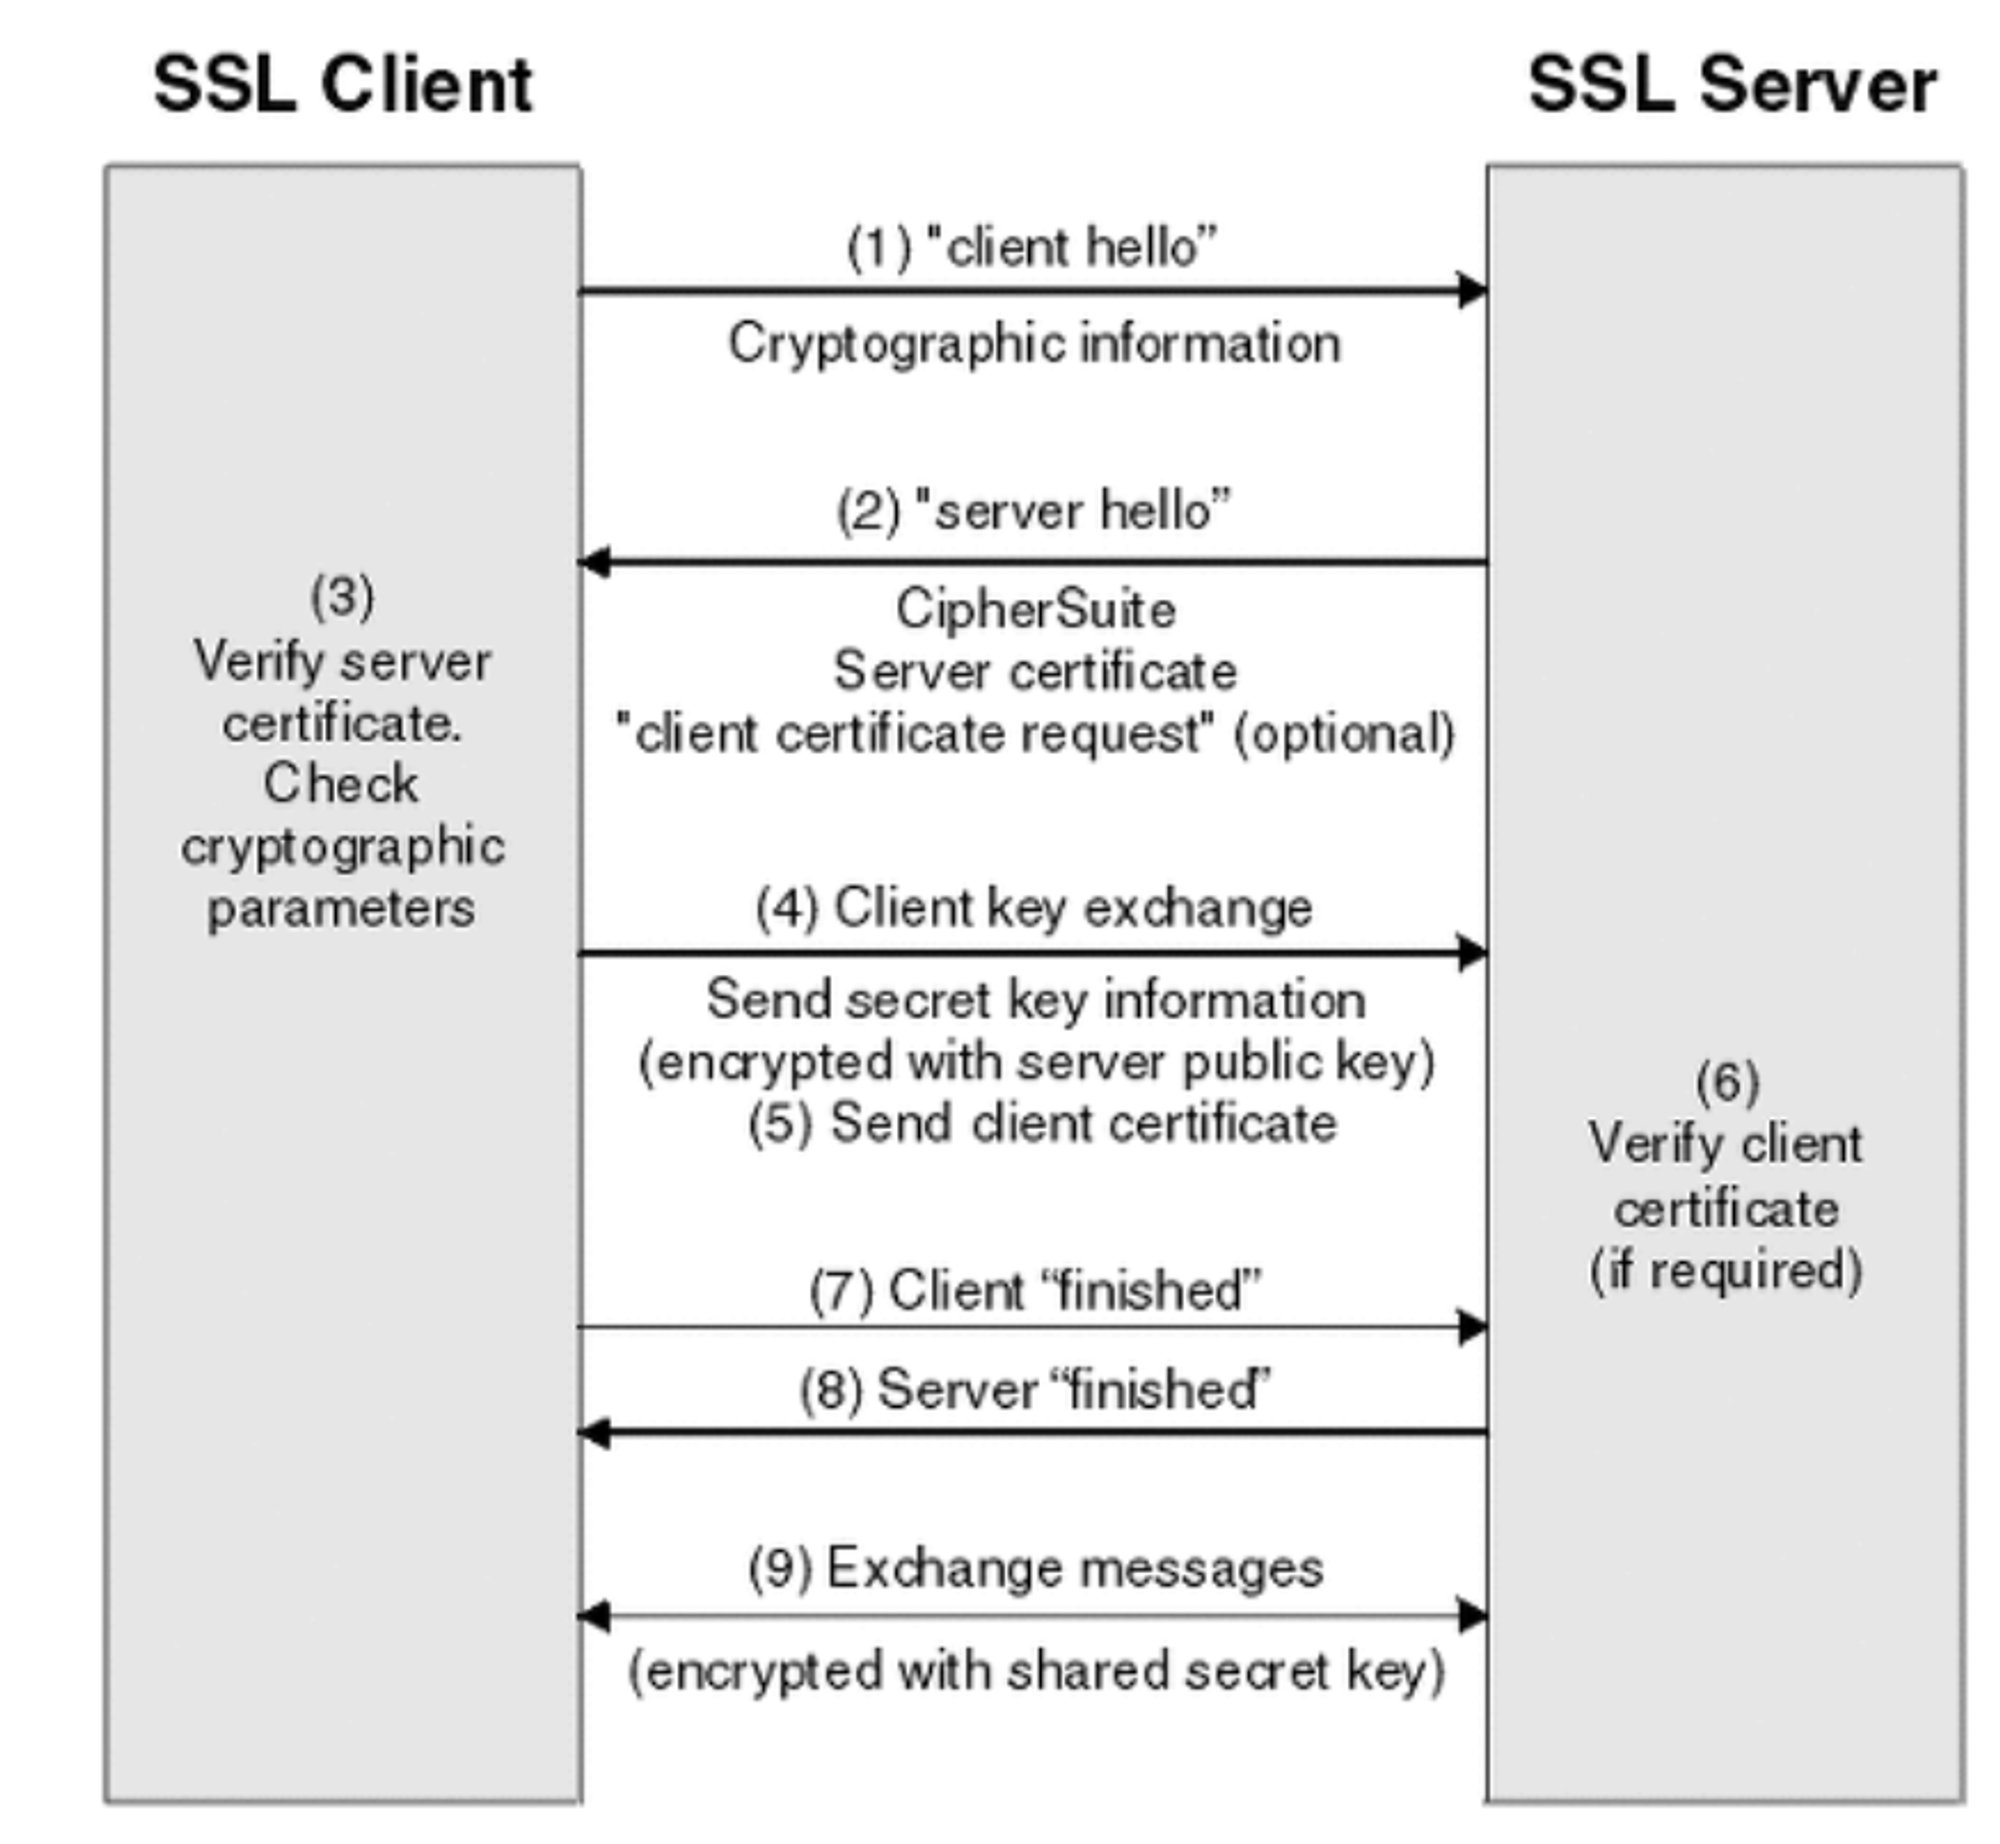 SSL Client
SSL Server
(1) "client hello”
Cryptographic information
(2) "server hello”
CipherSuite
Server certificate
"client certificate request" (optional)
(3)
Verify server
certificate.
Check
cryptographic
parameters
(4) Client key exchange
Send secret key information
(encrypted with server public key)
(5) Send client certificate
(6)
Verify client
certificate
(if required)
(7) Client “finished”
(8) Server “finished”
(9) Exchange messages
(encrypted with shared secret key)